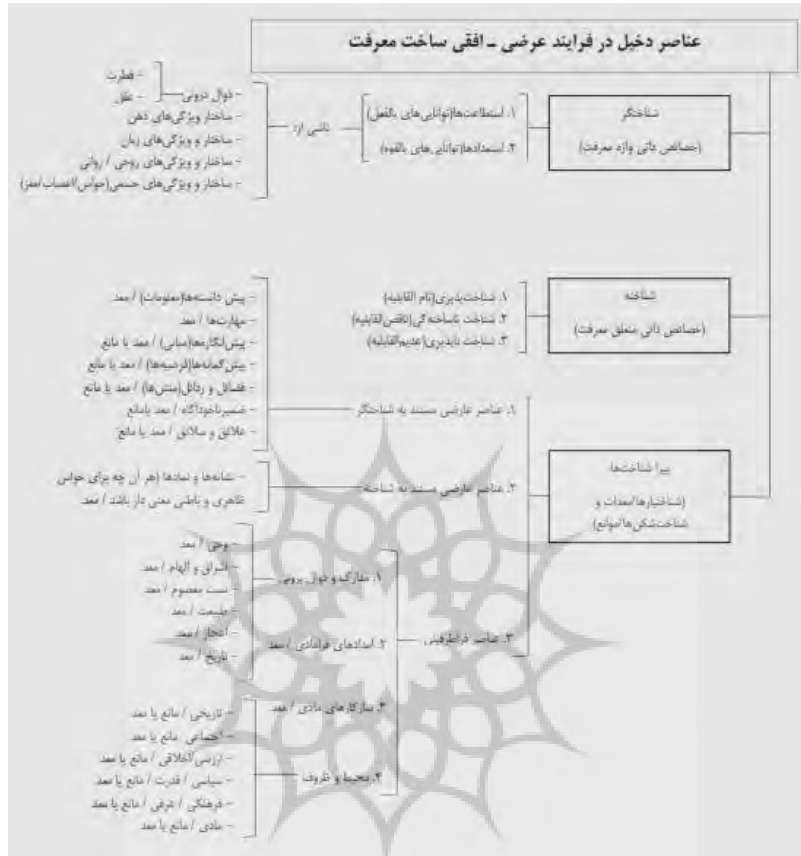 عناصر دخیل در فرایند عرضی – افقی ساخت معرفت
شناختگر
(خصائص ذاتی واژه معرفت)
۱. استطاعت‌ها(توانایی‌های بالفعل)
۲. استعدادها(توانایی‌های بالقوه)
ناشی از:
– دوال درونی
– فطرت
– عقل
– ساختار و ویژگی‌های ذهن
– ساختار و ویژگی‌های زبان
– ساختار و ویژگی‌های روحی / روانی
– ساختار و ویژگی‌های جسمی(حواس/اعصاب/مغز)
شناخته
(خصائص ذاتی متعلق معرفت)
۱. شناخت‌پذیری(تام القابلیه)
۲. شناخت ناساخته‌گی(ناقص‌القابلیه)
۳. شناخت ناپذیری(عدیم‌القابلیه)
پیرا شناخت‌ها
(شناختیارها/معدات و
شناخت‌شکن‌ها/موانع)
۱. عناصر عارضی مستند به شناختگر
– پیش دانسته‌ها(معلومات) / معد
– مهارت‌ها / معد
– پیش‌انگاره‌ها(مبانی) / معد یا مانع
– پیش‌گمانه‌ها(فرضیه‌ها) / معد یا مانع
– فضائل و رذائل(منش‌ها) / معد یا مانع
– ضمیرناخودآگاه / معد یامانع
– علائق و سلائق / معد یا مانع
۲. عناصر عارضی مستند به شناخته
– نشانه‌ها و نمادها (هر آن چه برای حواس
ظاهری و باطنی معنی دار باشد / معد
۳. عناصر فراطرفینی
۱. مدارک و دوال برونی
– وحی / معد
– اشراق و الهام / معد
– سنت معصوم / معد
– طبیعت / معد
– اعجاز / معد
– تاریخ / معد
۲. امدادهای فرامادی / معد
۳. سازکارهای مادی / معد
۴. محیط و ظروف
– تاریخی / مانع یا معد
– اجتماعی مانع یا معد
– ارزشی/اخلاقی / مانع یا معد
– سیاسی / قدرت / مانع یا معد
– فرهنگی / عرفی / مانع یا معد
– مادی / مانع یا معد